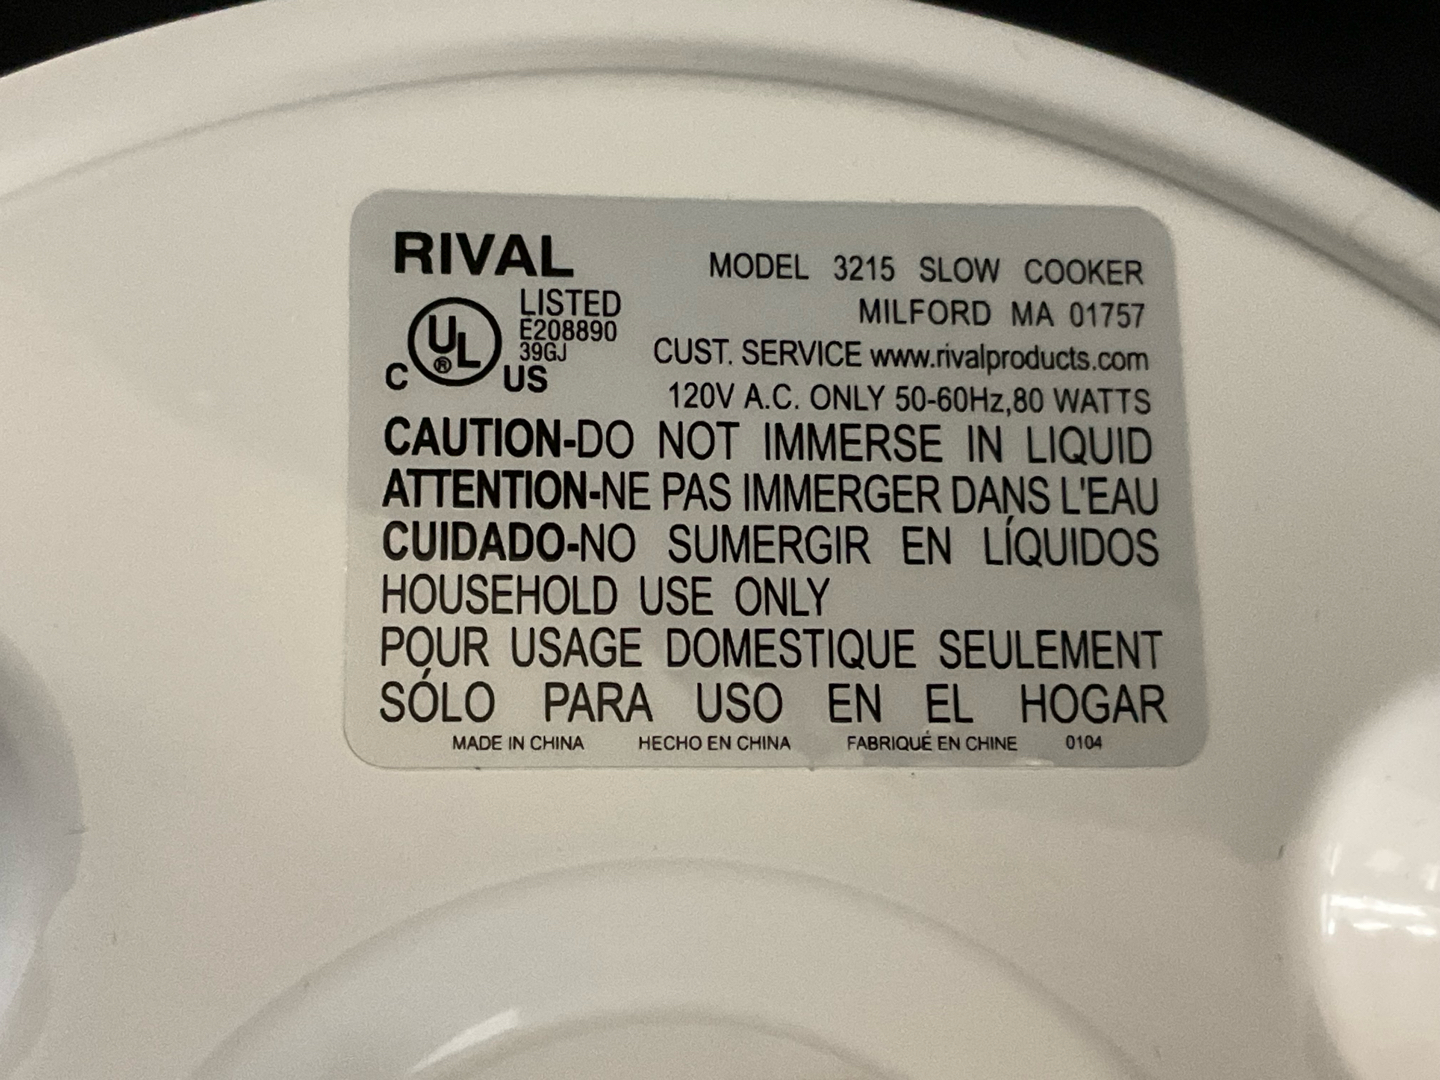 RIVAL
MODEL 3215 SLOW COOKER
MILFORD MA 01757
CUST. SERVICE www.rivalproducts.com
120V A.C. ONLY 50-60Hz,80 WATTS
C UL ® US
LISTED
E208890
39GJ
CAUTION-DO NOT IMMERSE IN LIQUID
ATTENTION-NE PAS IMMERGER DANS L'EAU
CUIDADO-NO SUMERGIR EN LÍQUIDOS
HOUSEHOLD USE ONLY
POUR USAGE DOMESTIQUE SEULEMENT
SÓLO PARA USO EN EL HOGAR
MADE IN CHINA HECHO EN CHINA FABRIQUÉ EN CHINE 0104